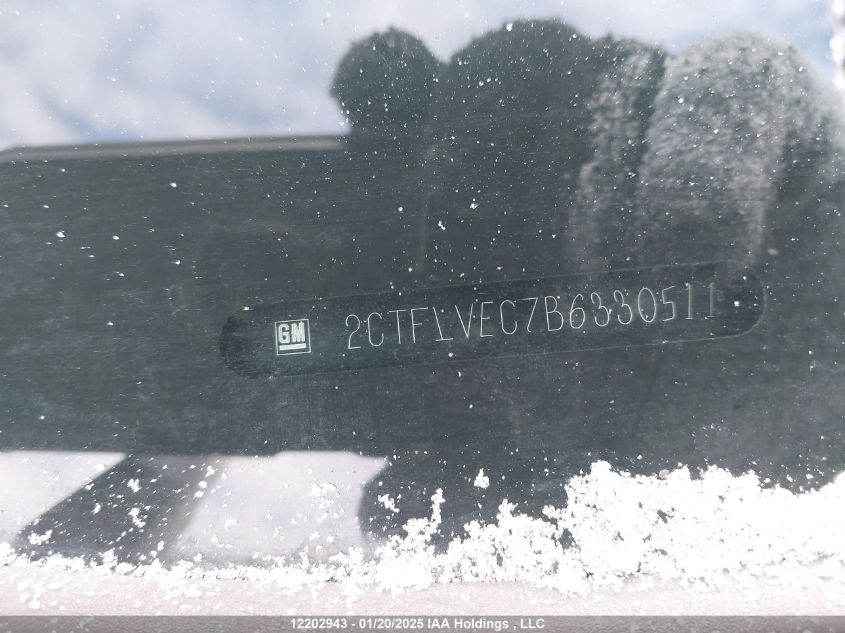 GM 2CTFLVEC7B6330511
12202943 - 01/20/2025 IAA Holdings , LLC